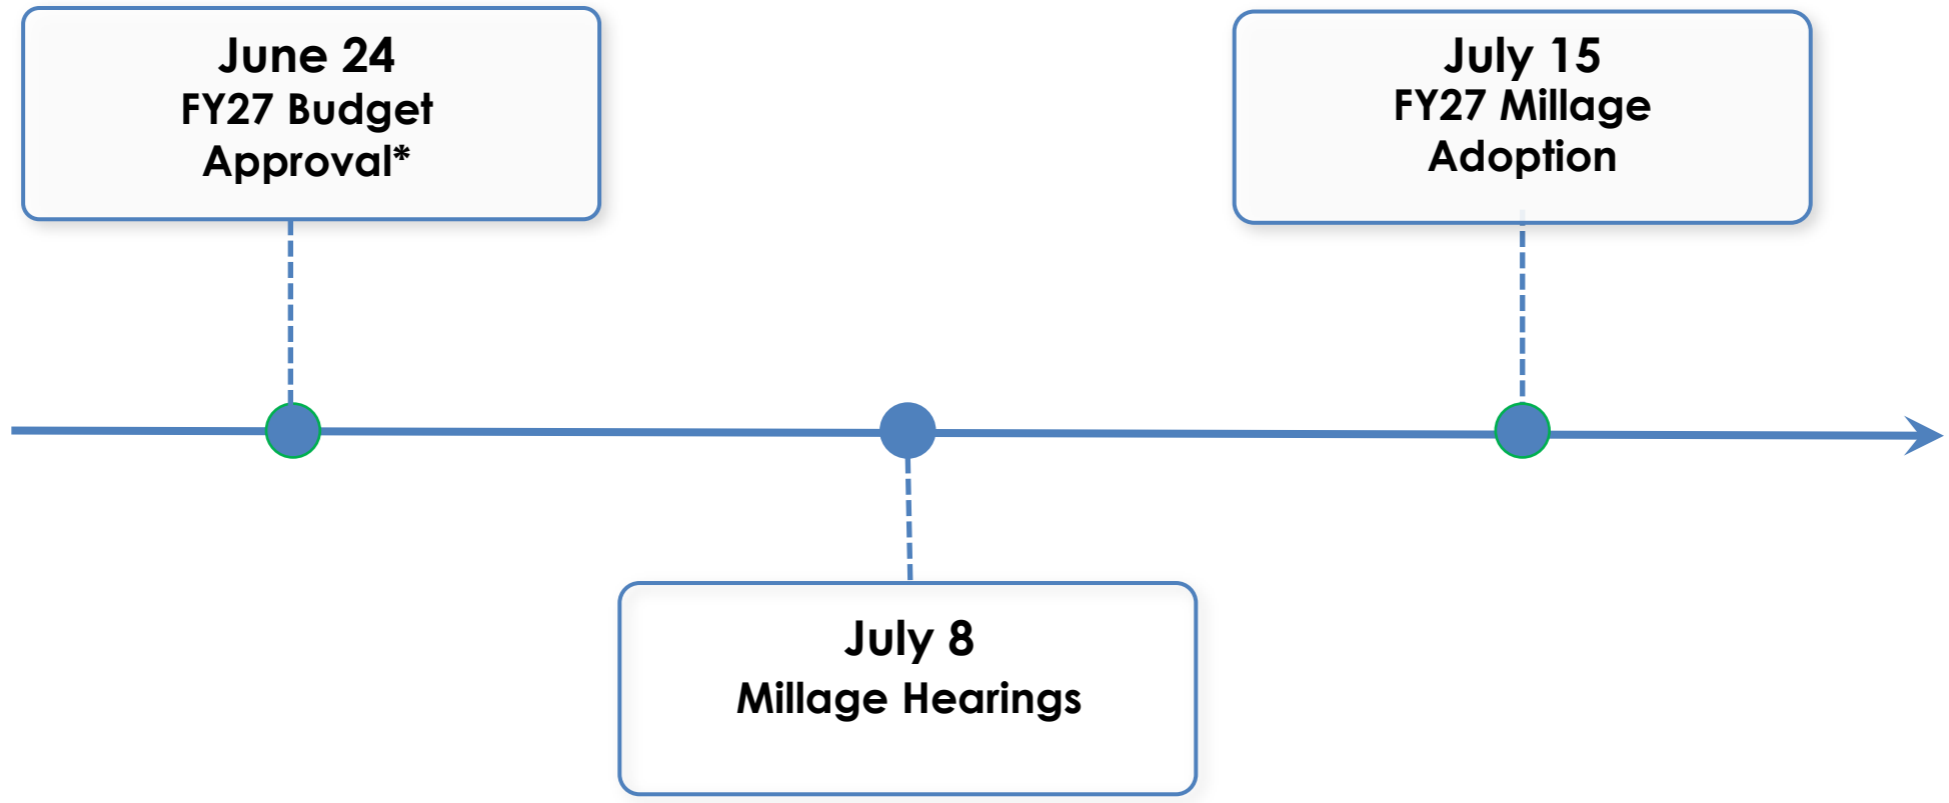 June 24
FY27 Budget
Approval*
July 8
Millage Hearings
July 15
FY27 Millage
Adoption